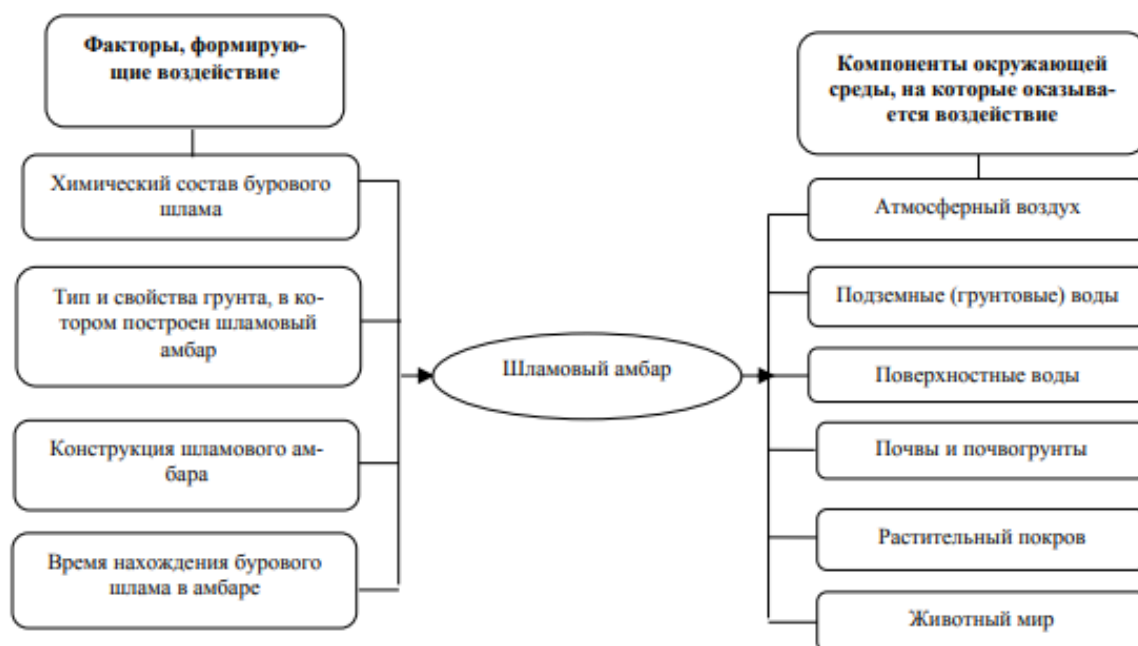 Факторы, формирую-
щие воздействие
Химический состав бурового
шлама
Тип и свойства грунта, в ко-
тором построен шламовый
амбар
Конструкция шламового ам-
бара
Время нахождения бурового
шлама в амбаре
Шламовый амбар
Компоненты окружающей
среды, на которые оказыва-
ется воздействие
Атмосферный воздух
Подземные (грунтовые) воды
Поверхностные воды
Почвы и почвогрунты
Растительный покров
Животный мир